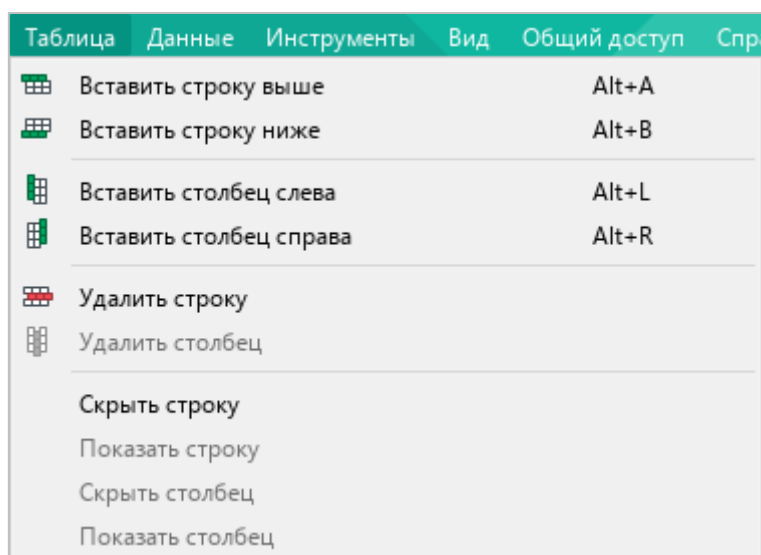 Таблица Данные Инструменты Вид Общий доступ
Вставить строку выше Alt+A
Вставить строку ниже Alt+B
Вставить столбец слева Alt+L
Вставить столбец справа Alt+R
Удалить строку
Удалить столбец
Скрыть строку
Показать строку
Скрыть столбец
Показать столбец